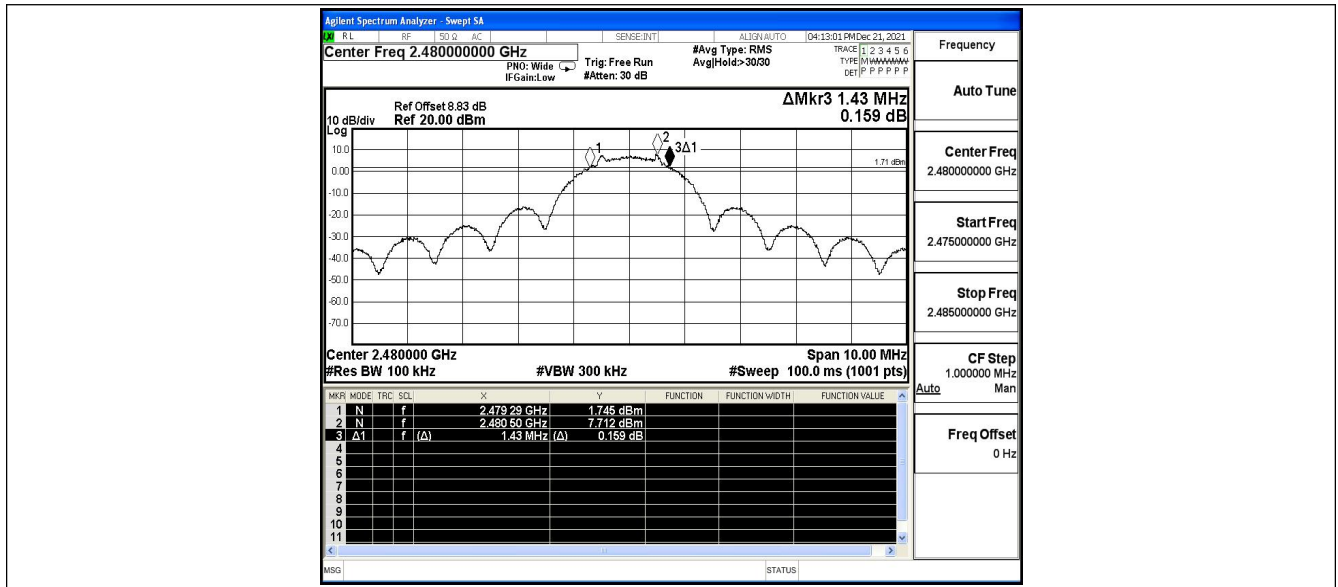 Agilent Spectrum Analyzer - Swept SA
RL RF 50 Ω AC SENSE:INT ALIGNAUTO 04:13:01 PM Dec 21, 2021
Center Freq 2.480000000 GHz
PNO: Wide
IFGain:Low
Trig: Free Run
#Atten: 30 dB
#Avg Type: RMS
Avg|Hold:>30/30
TRACE 1 2 3 4 5 6
TYPE M
DET P P P P P P
ΔMkr3 1.43 MHz
0.159 dB
Ref Offset 8.83 dB
10 dB/div Ref 20.00 dBm
Log
10.0
0.00
-10.0
-20.0
-30.0
-40.0
-50.0
-60.0
-70.0
1
2
3Δ1
1.71 dBm
Center 2.480000 GHz Span 10.00 MHz
#Res BW 100 kHz #VBW 300 kHz #Sweep 100.0 ms (1001 pts)
MKR MODE TRC SCL X Y FUNCTION FUNCTION WIDTH FUNCTION VALUE
1 N f 2.479 29 GHz 1.745 dBm
2 N f 2.480 50 GHz 7.712 dBm
3 Δ1 f (Δ) 1.43 MHz (Δ) 0.159 dB
4
5
6
7
8
9
10
11
MSG STATUS
Frequency
Auto Tune
Center Freq
2.480000000 GHz
Start Freq
2.475000000 GHz
Stop Freq
2.485000000 GHz
CF Step
1.000000 MHz
Auto Man
Freq Offset
0 Hz